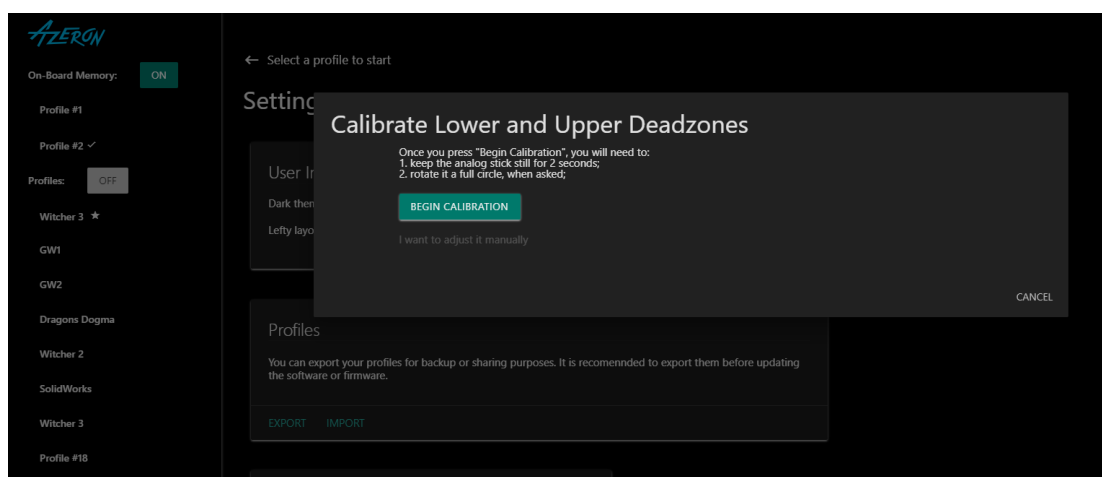 AZERON
On-Board Memory: ON
Profile #1
Profile #2
Profiles: OFF
Witcher 3
GW1
GW2
Dragons Dogma
Witcher 2
SolidWorks
Witcher 3
Profile #18
Select a profile to start
Setting
Calibrate Lower and Upper Deadzones
Once you press "Begin Calibration", you will need to:
1. keep the analog stick still for 2 seconds;
2. rotate it a full circle, when asked;
BEGIN CALIBRATION
I want to adjust it manually
CANCEL
User In
Dark then
Lefty layo
Profiles
You can export your profiles for backup or sharing purposes. It is recomennded to export them before updating
the software or firmware.
EXPORT IMPORT